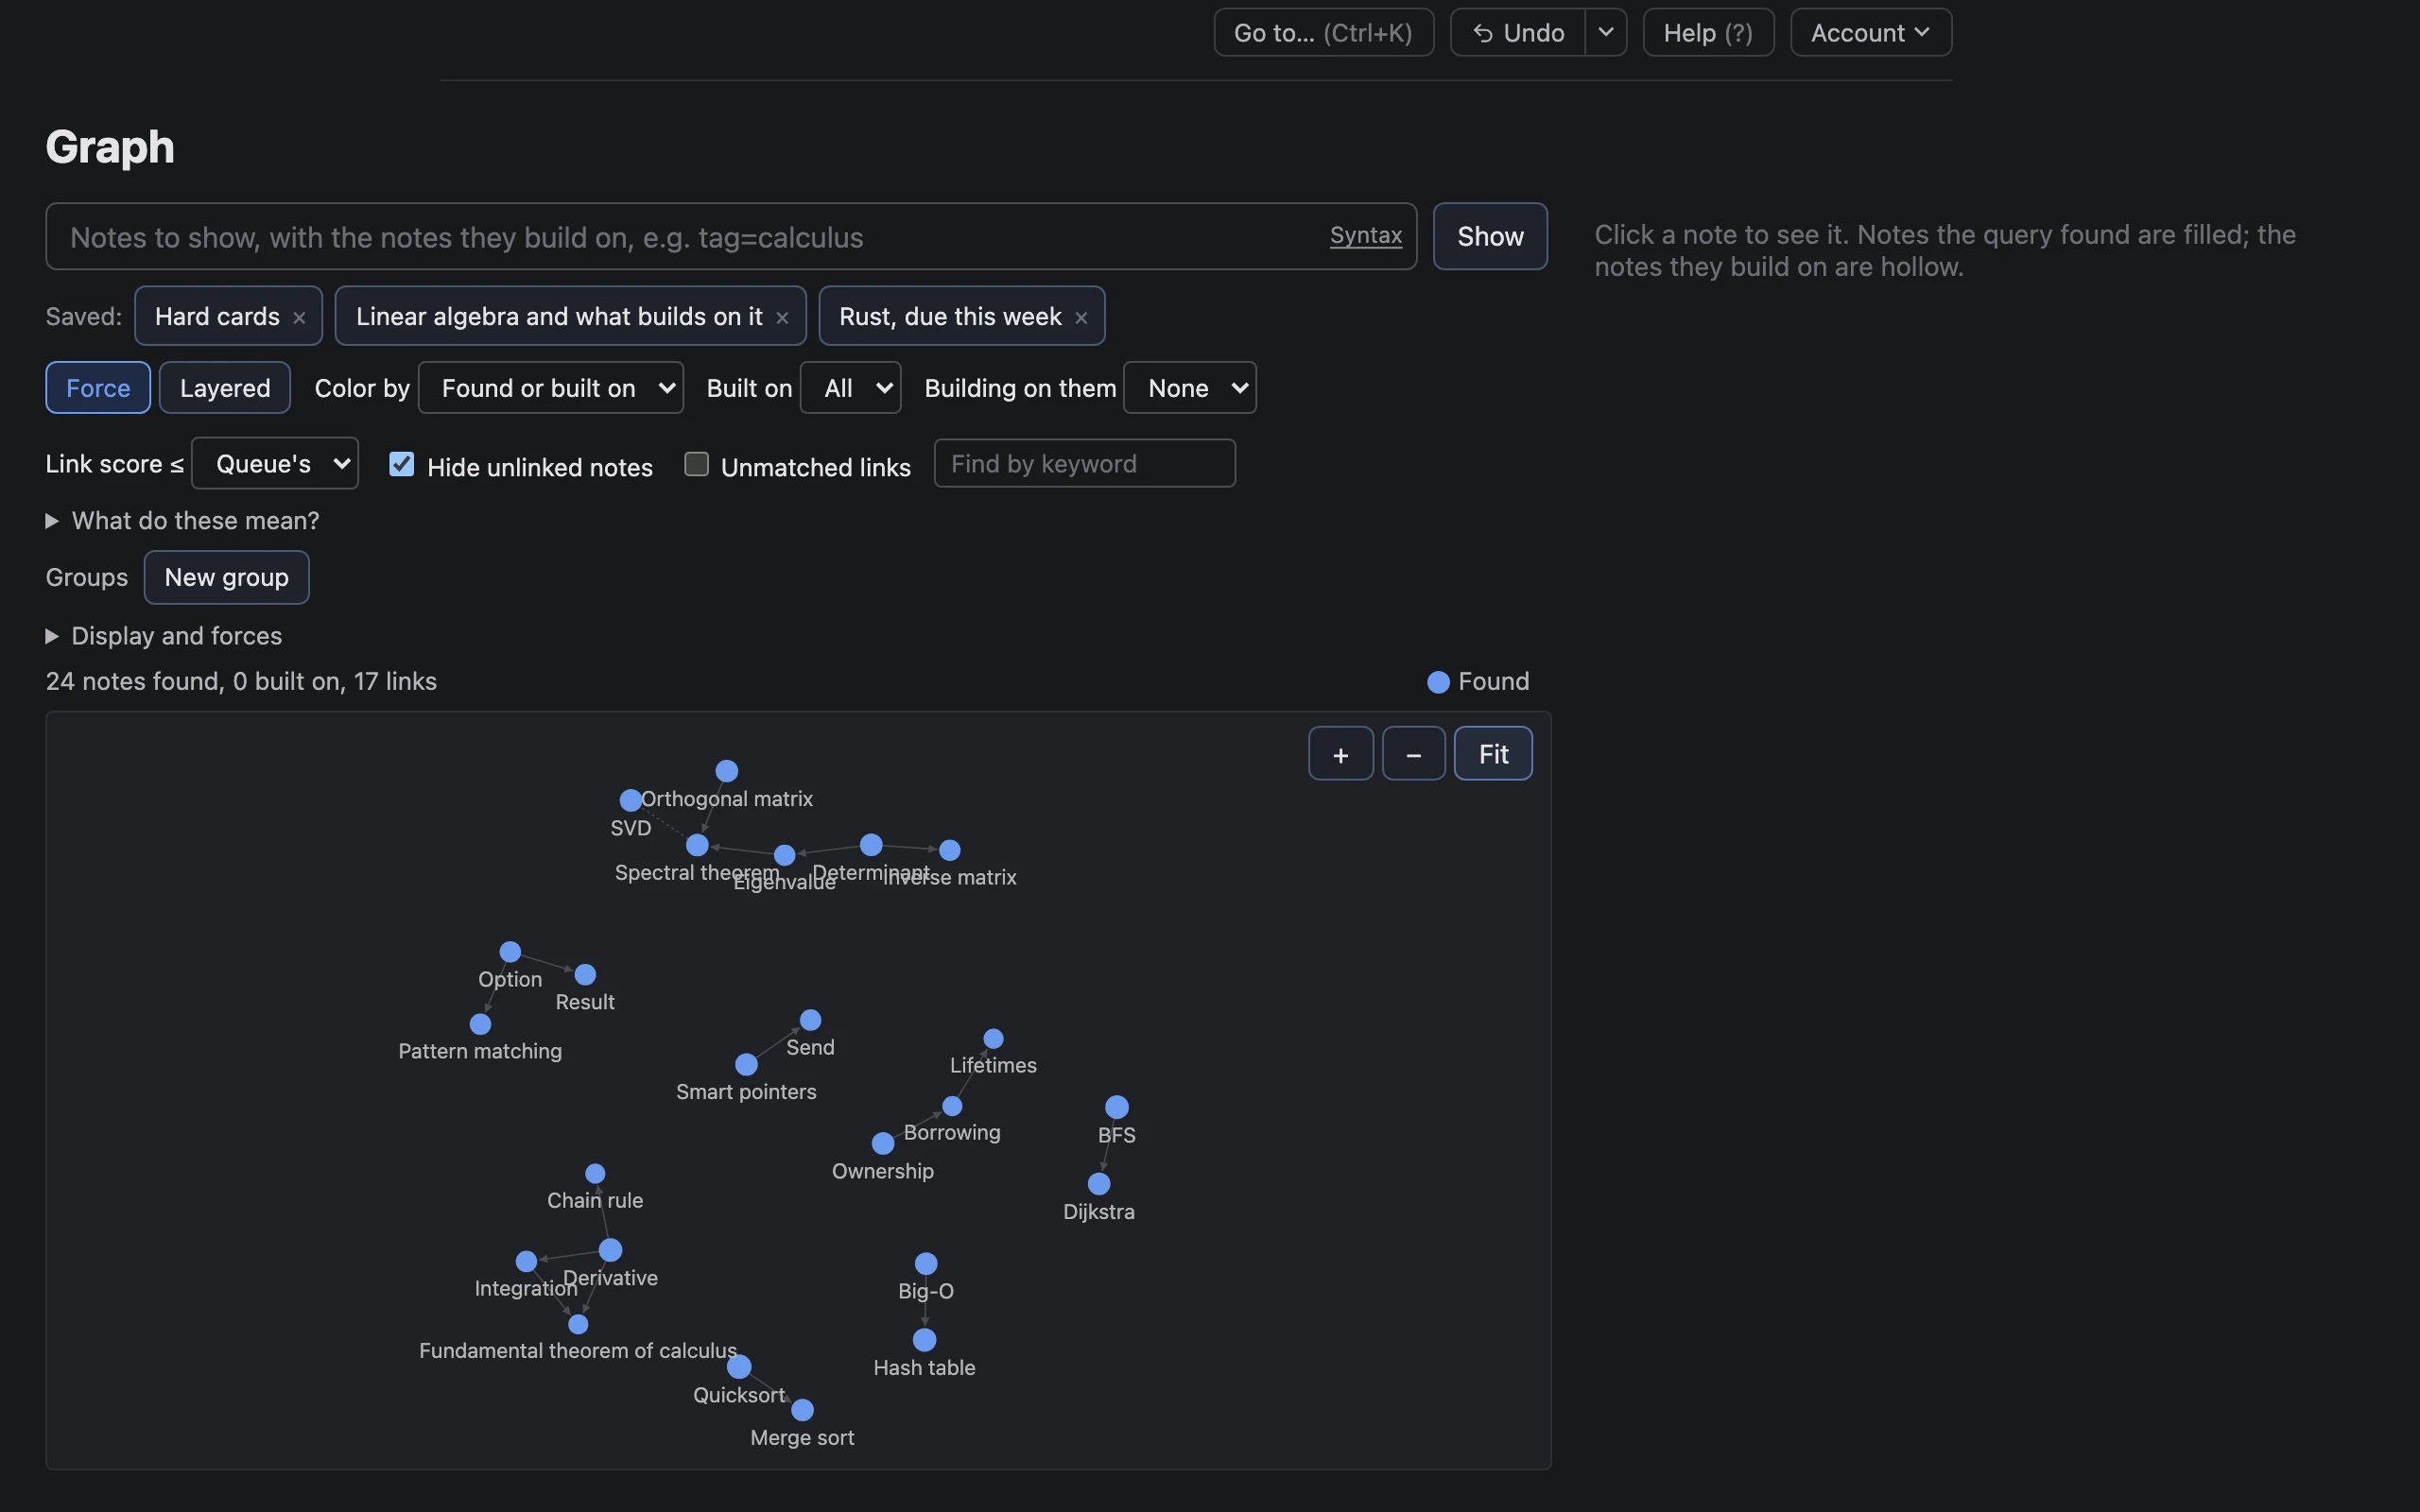 Go to... (Ctrl+K) Undo Help (?) Account
Graph
Notes to show, with the notes they build on, e.g. tag=calculus Syntax Show
Click a note to see it. Notes the query found are filled; the
notes they build on are hollow.
Saved: Hard cards × Linear algebra and what builds on it × Rust, due this week ×
Force Layered Color by Found or built on Built on All Building on them None
Link score ≤ Queue's Hide unlinked notes Unmatched links Find by keyword
What do these mean?
Groups New group
Display and forces
24 notes found, 0 built on, 17 links Found
+ − Fit
Orthogonal matrix
SVD
Spectral theorem
Eigenvalue
Determinant
Inverse matrix
Option
Result
Pattern matching
Send
Smart pointers
Lifetimes
Borrowing
Ownership
BFS
Dijkstra
Chain rule
Derivative
Integration
Fundamental theorem of calculus
Big-O
Hash table
Quicksort
Merge sort